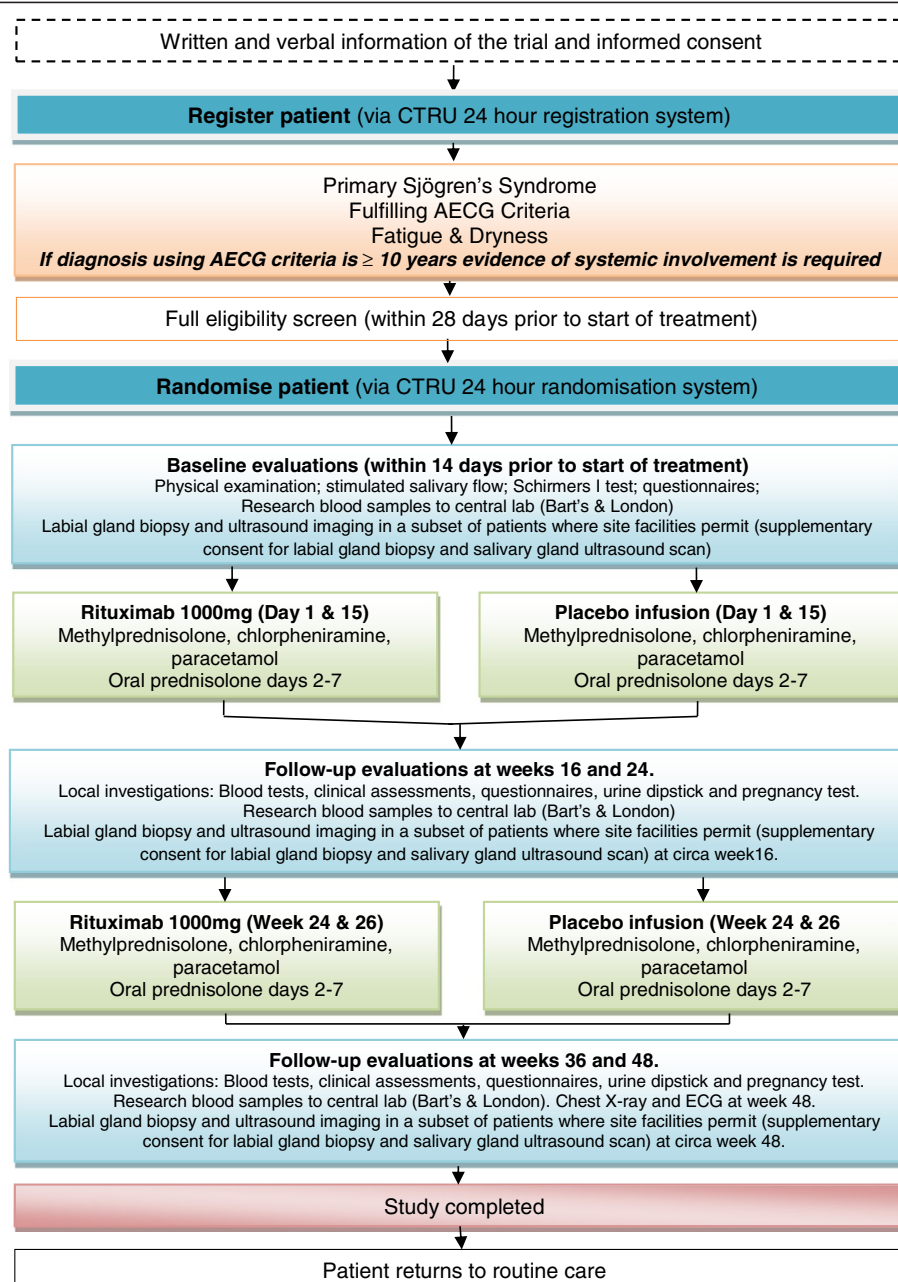 Written and verbal information of the trial and informed consent
Register patient (via CTRU 24 hour registration system)
Primary Sjögren's Syndrome
Fulfilling AECG Criteria
Fatigue & Dryness
If diagnosis using AECG criteria is ≥ 10 years evidence of systemic involvement is required
Full eligibility screen (within 28 days prior to start of treatment)
Randomise patient (via CTRU 24 hour randomisation system)
Baseline evaluations (within 14 days prior to start of treatment)
Physical examination; stimulated salivary flow; Schirmers I test; questionnaires;
Research blood samples to central lab (Bart's & London)
Labial gland biopsy and ultrasound imaging in a subset of patients where site facilities permit (supplementary
consent for labial gland biopsy and salivary gland ultrasound scan)
Rituximab 1000mg (Day 1 & 15)
Methylprednisolone, chlorpheniramine,
paracetamol
Oral prednisolone days 2-7
Placebo infusion (Day 1 & 15)
Methylprednisolone, chlorpheniramine,
paracetamol
Oral prednisolone days 2-7
Follow-up evaluations at weeks 16 and 24.
Local investigations: Blood tests, clinical assessments, questionnaires, urine dipstick and pregnancy test.
Research blood samples to central lab (Bart's & London)
Labial gland biopsy and ultrasound imaging in a subset of patients where site facilities permit (supplementary
consent for labial gland biopsy and salivary gland ultrasound scan) at circa week16.
Rituximab 1000mg (Week 24 & 26)
Methylprednisolone, chlorpheniramine,
paracetamol
Oral prednisolone days 2-7
Placebo infusion (Week 24 & 26
Methylprednisolone, chlorpheniramine,
paracetamol
Oral prednisolone days 2-7
Follow-up evaluations at weeks 36 and 48.
Local investigations: Blood tests, clinical assessments, questionnaires, urine dipstick and pregnancy test.
Research blood samples to central lab (Bart's & London). Chest X-ray and ECG at week 48.
Labial gland biopsy and ultrasound imaging in a subset of patients where site facilities permit (supplementary
consent for labial gland biopsy and salivary gland ultrasound scan) at circa week 48.
Study completed
Patient returns to routine care